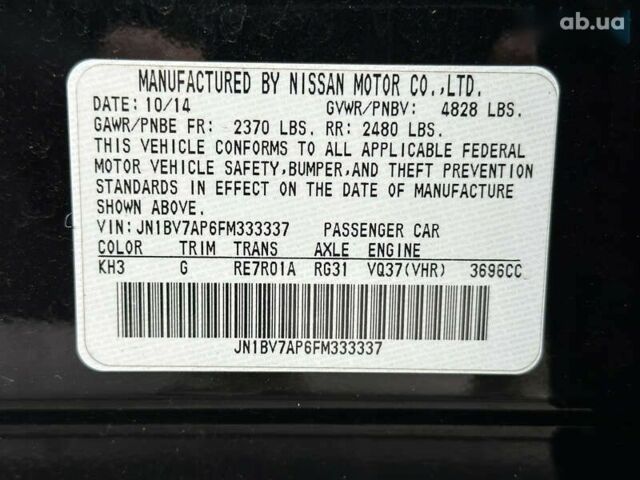 ab.ua
MANUFACTURED BY NISSAN MOTOR CO.,LTD.
DATE: 10/14 GVWR/PNBV: 4828 LBS.
GAWR/PNBE FR: 2370 LBS. RR: 2480 LBS.
THIS VEHICLE CONFORMS TO ALL APPLICABLE FEDERAL
MOTOR VEHICLE SAFETY,BUMPER,AND THEFT PREVENTION
STANDARDS IN EFFECT ON THE DATE OF MANUFACTURE
SHOWN ABOVE.
VIN:JN1BV7AP6FM333337 PASSENGER CAR
COLOR TRIM TRANS AXLE ENGINE
KH3 G RE7R01A RG31 VQ37(VHR) 3696CC
JN1BV7AP6FM333337